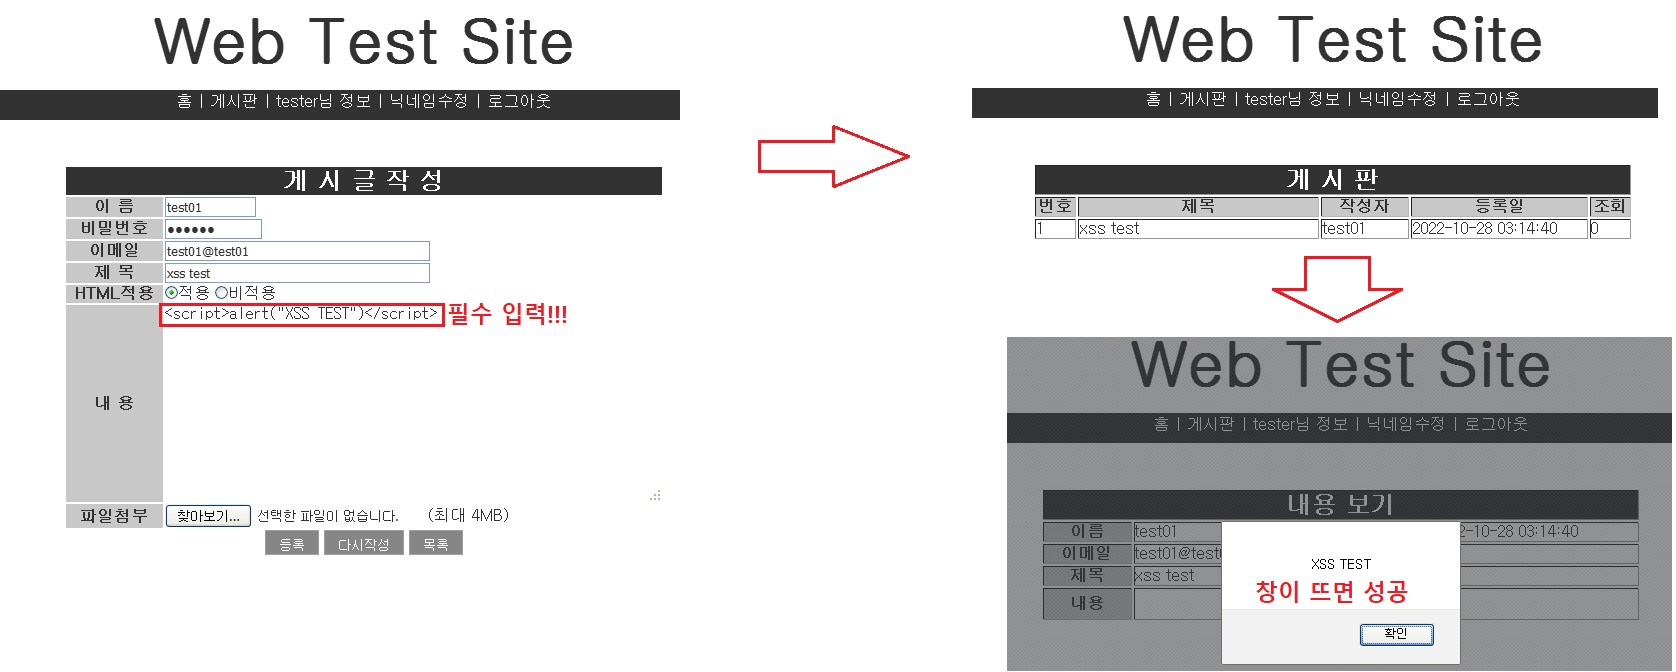 Web Test Site
홈 | 게시판 | tester님 정보 | 닉네임수정 | 로그아웃
게 시 글 작 성
이 름 test01
비밀번호 ●●●●●●
이메일 test01@test01
제 목 xss test
HTML적용 적용 비적용
내 용 <script>alert("XSS TEST")</script> 필수 입력!!!
파일첨부 찾아보기... 선택한 파일이 없습니다. (최대 4MB)
등록 다시작성 목록
Web Test Site
홈 | 게시판 | tester님 정보 | 닉네임수정 | 로그아웃
게 시 판
번호 제목 작성자 등록일 조회
1 xss test test01 2022-10-28 03:14:40 0
Web Test Site
홈 | 게시판 | tester님 정보 | 닉네임수정 | 로그아웃
내용 보기
이름 test01 2-10-28 03:14:40
이메일 test01@test
제목 xss test
내용
XSS TEST
창이 뜨면 성공
확인